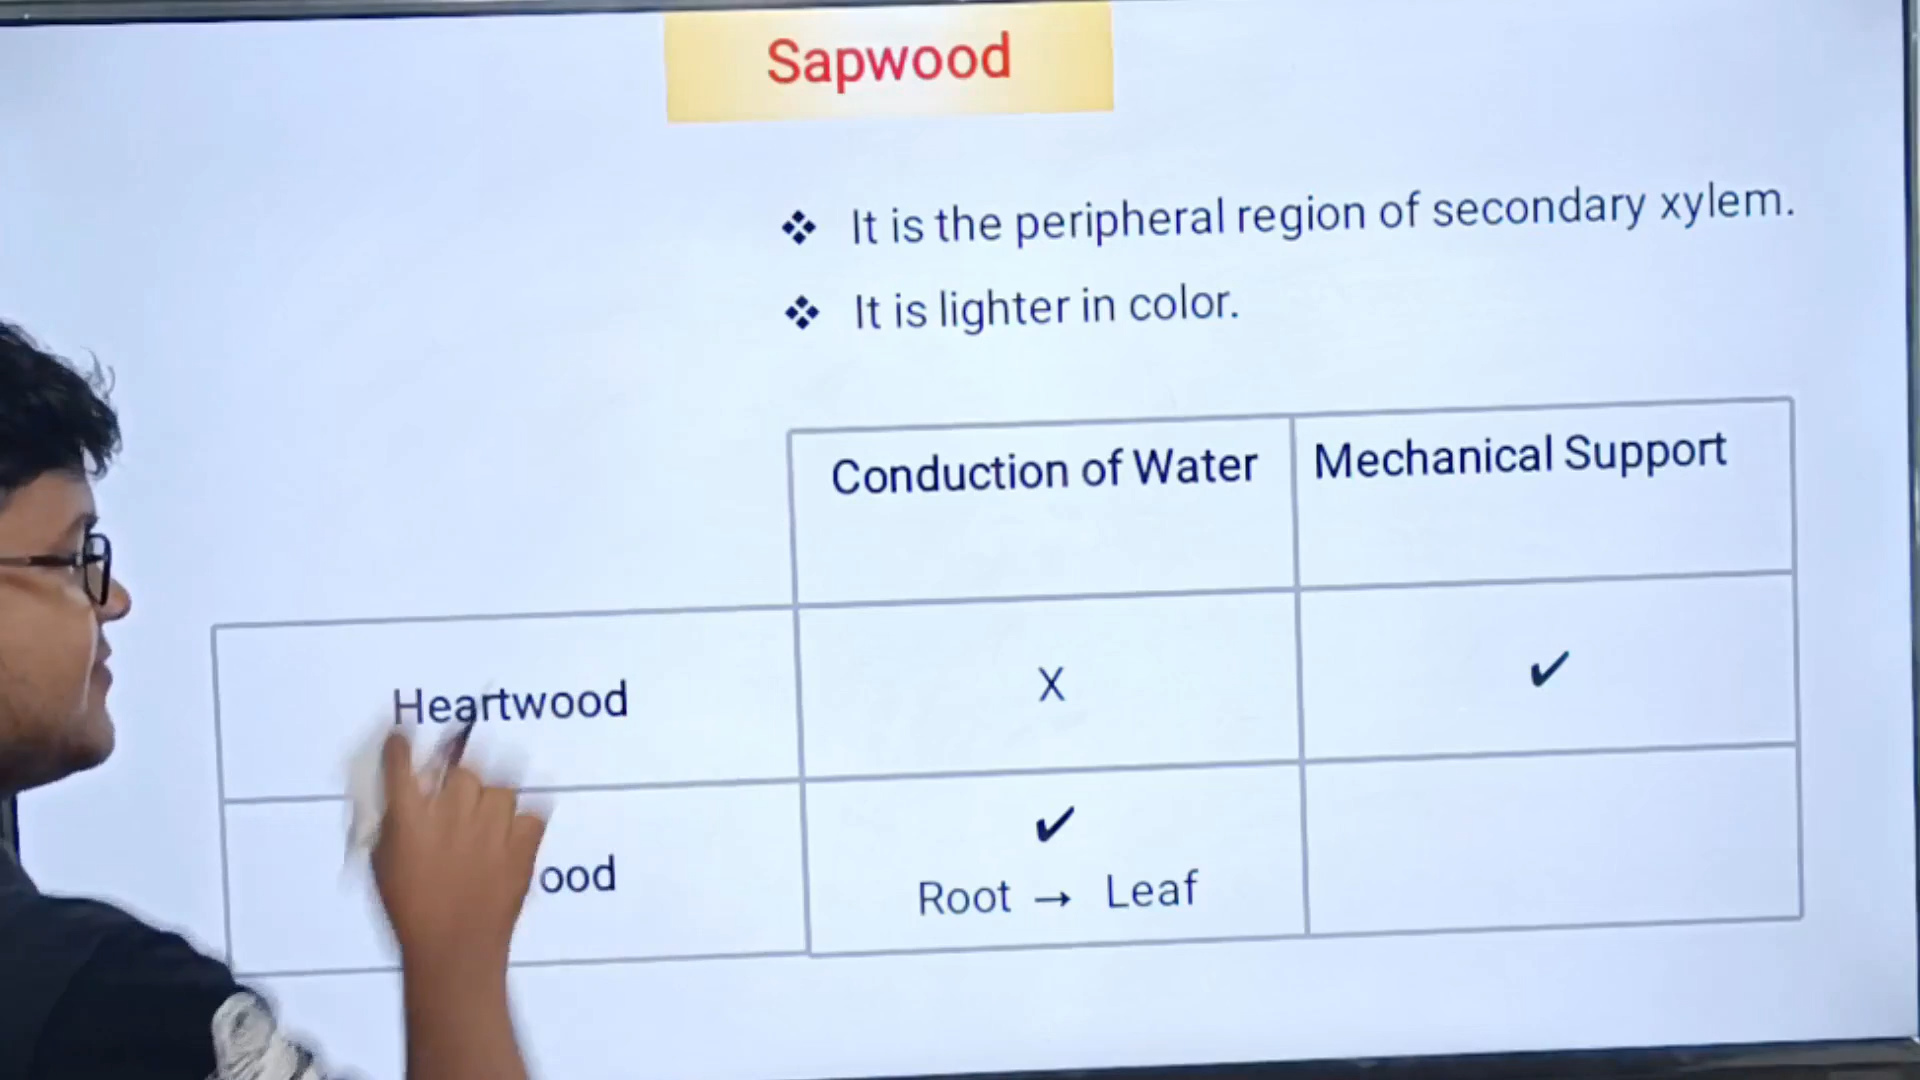 Sapwood
❖ It is the peripheral region of secondary xylem.
❖ It is lighter in color.
Conduction of Water
Mechanical Support
Heartwood
X
✔
ood
✔
Root → Leaf